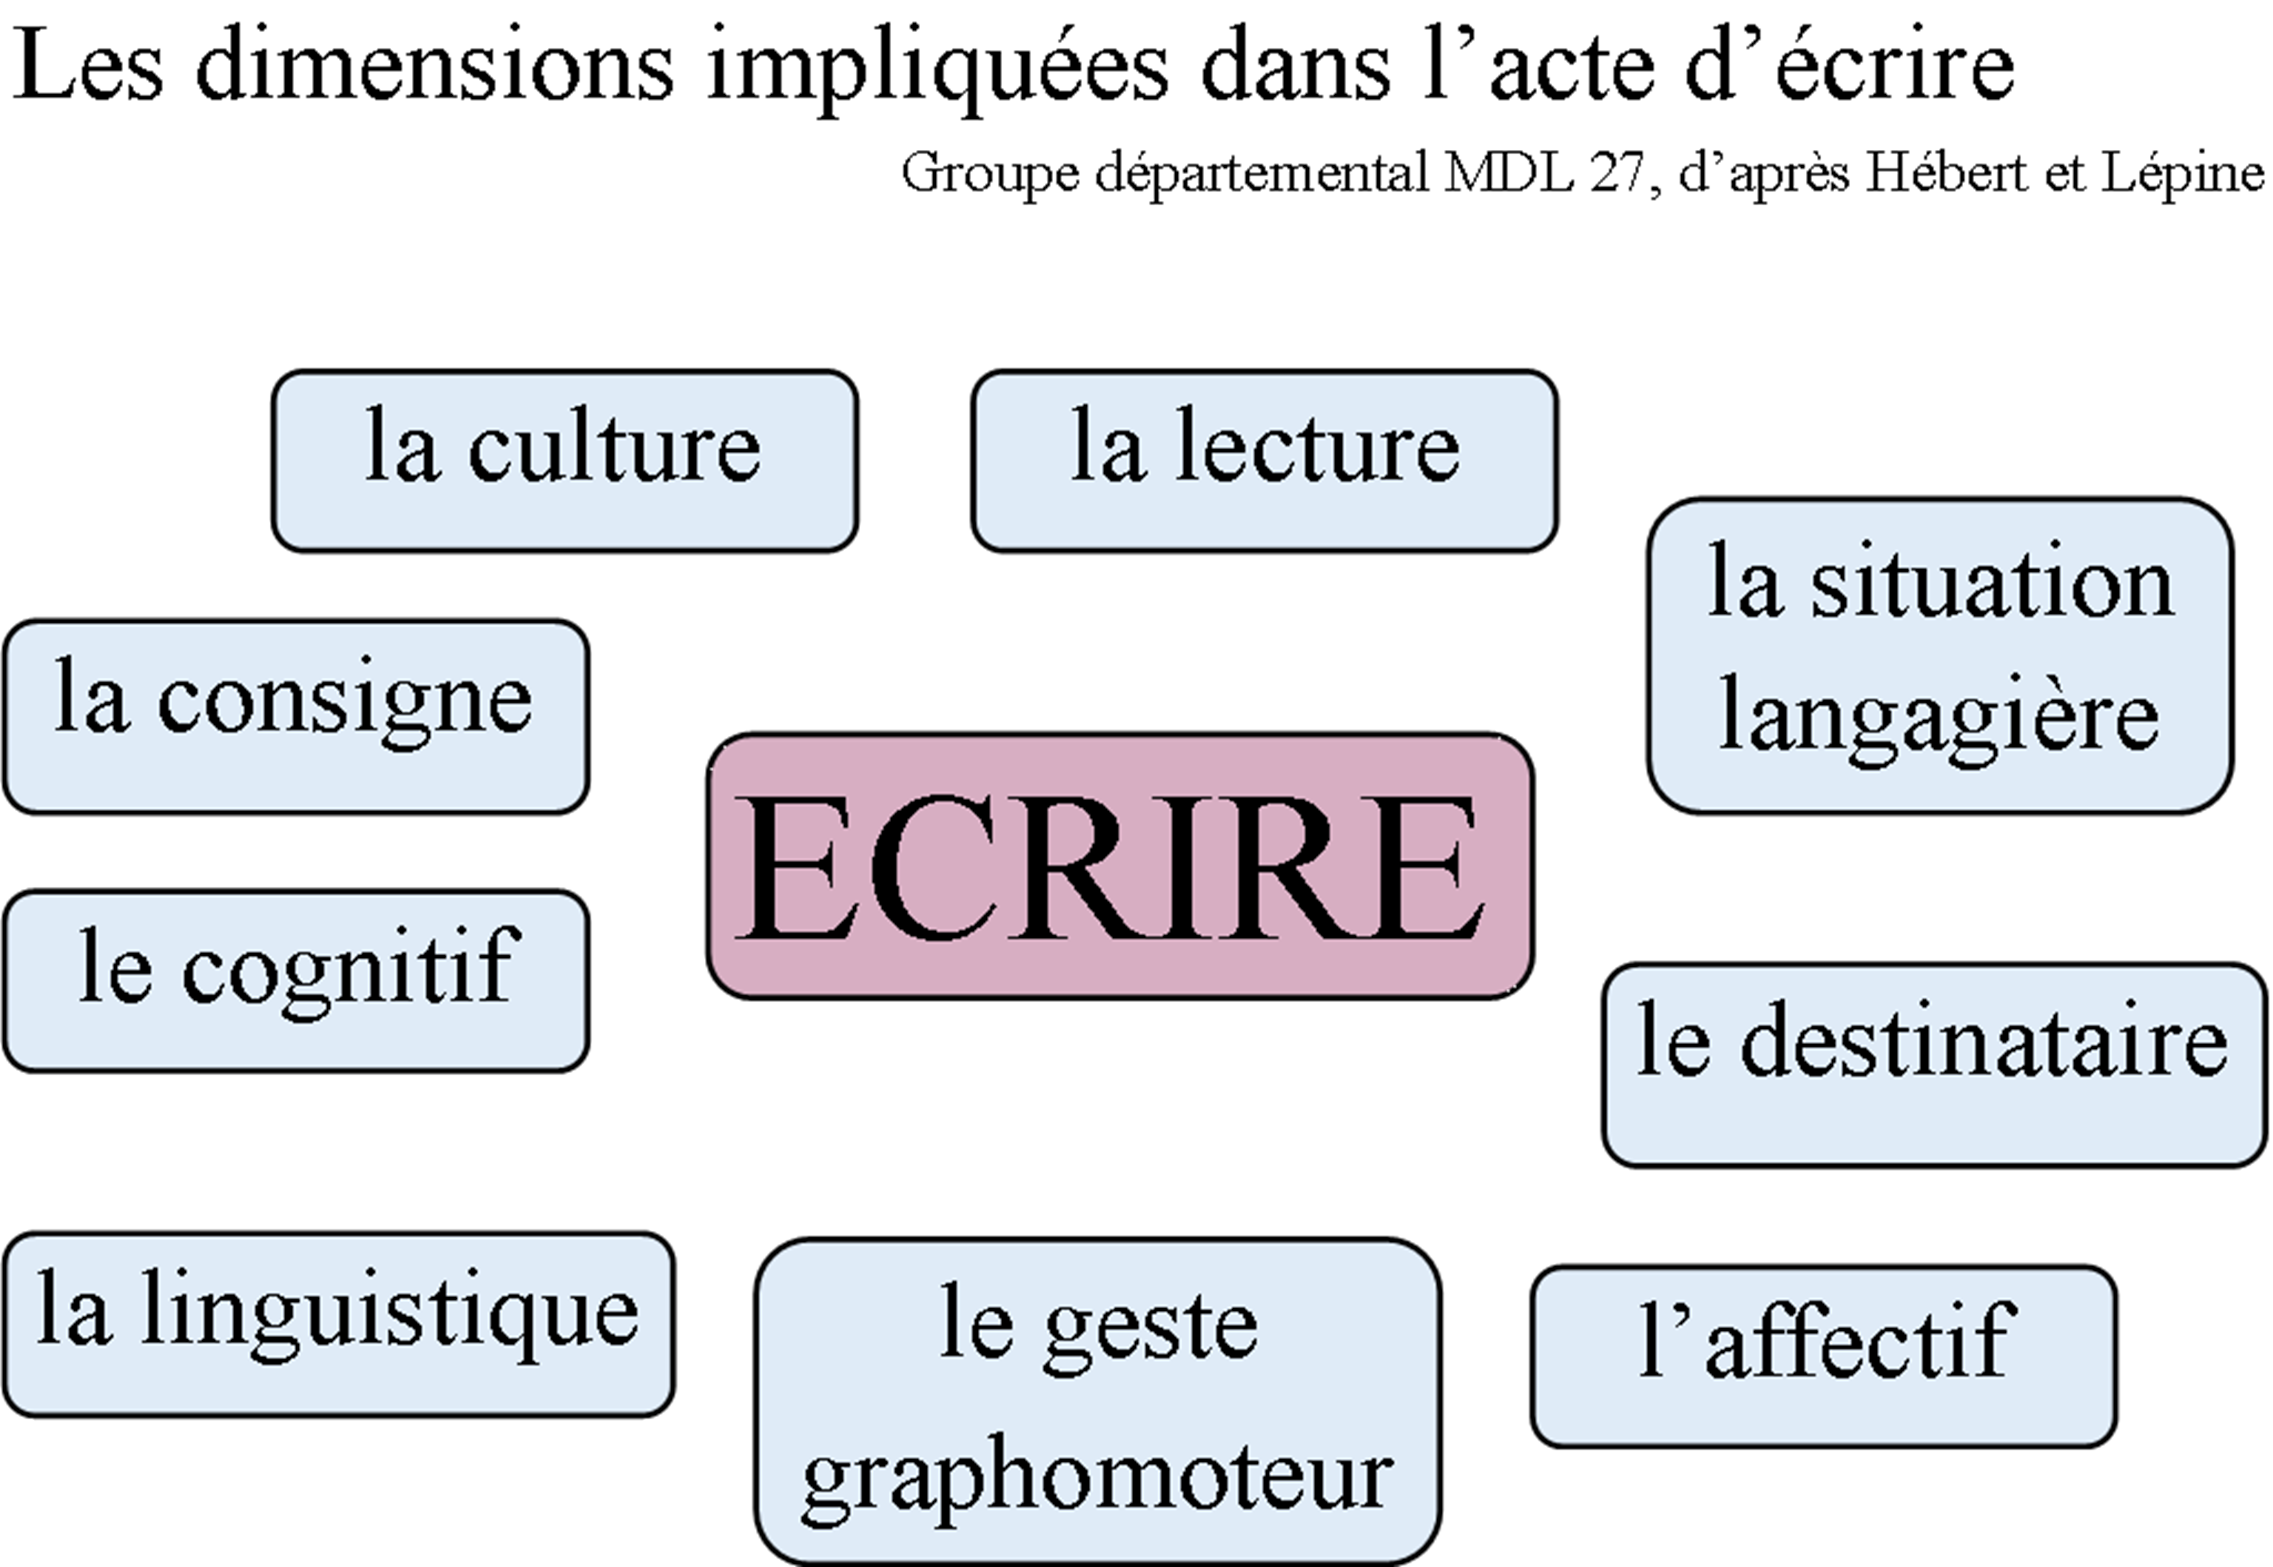 Les dimensions impliquées dans l’acte d’écrire
Groupe départemental MDL 27, d’après Hébert et Lépine
la culture
la lecture
la situation
langagière
la consigne
ECRIRE
le cognitif
le destinataire
la linguistique
le geste
graphomoteur
l’affectif